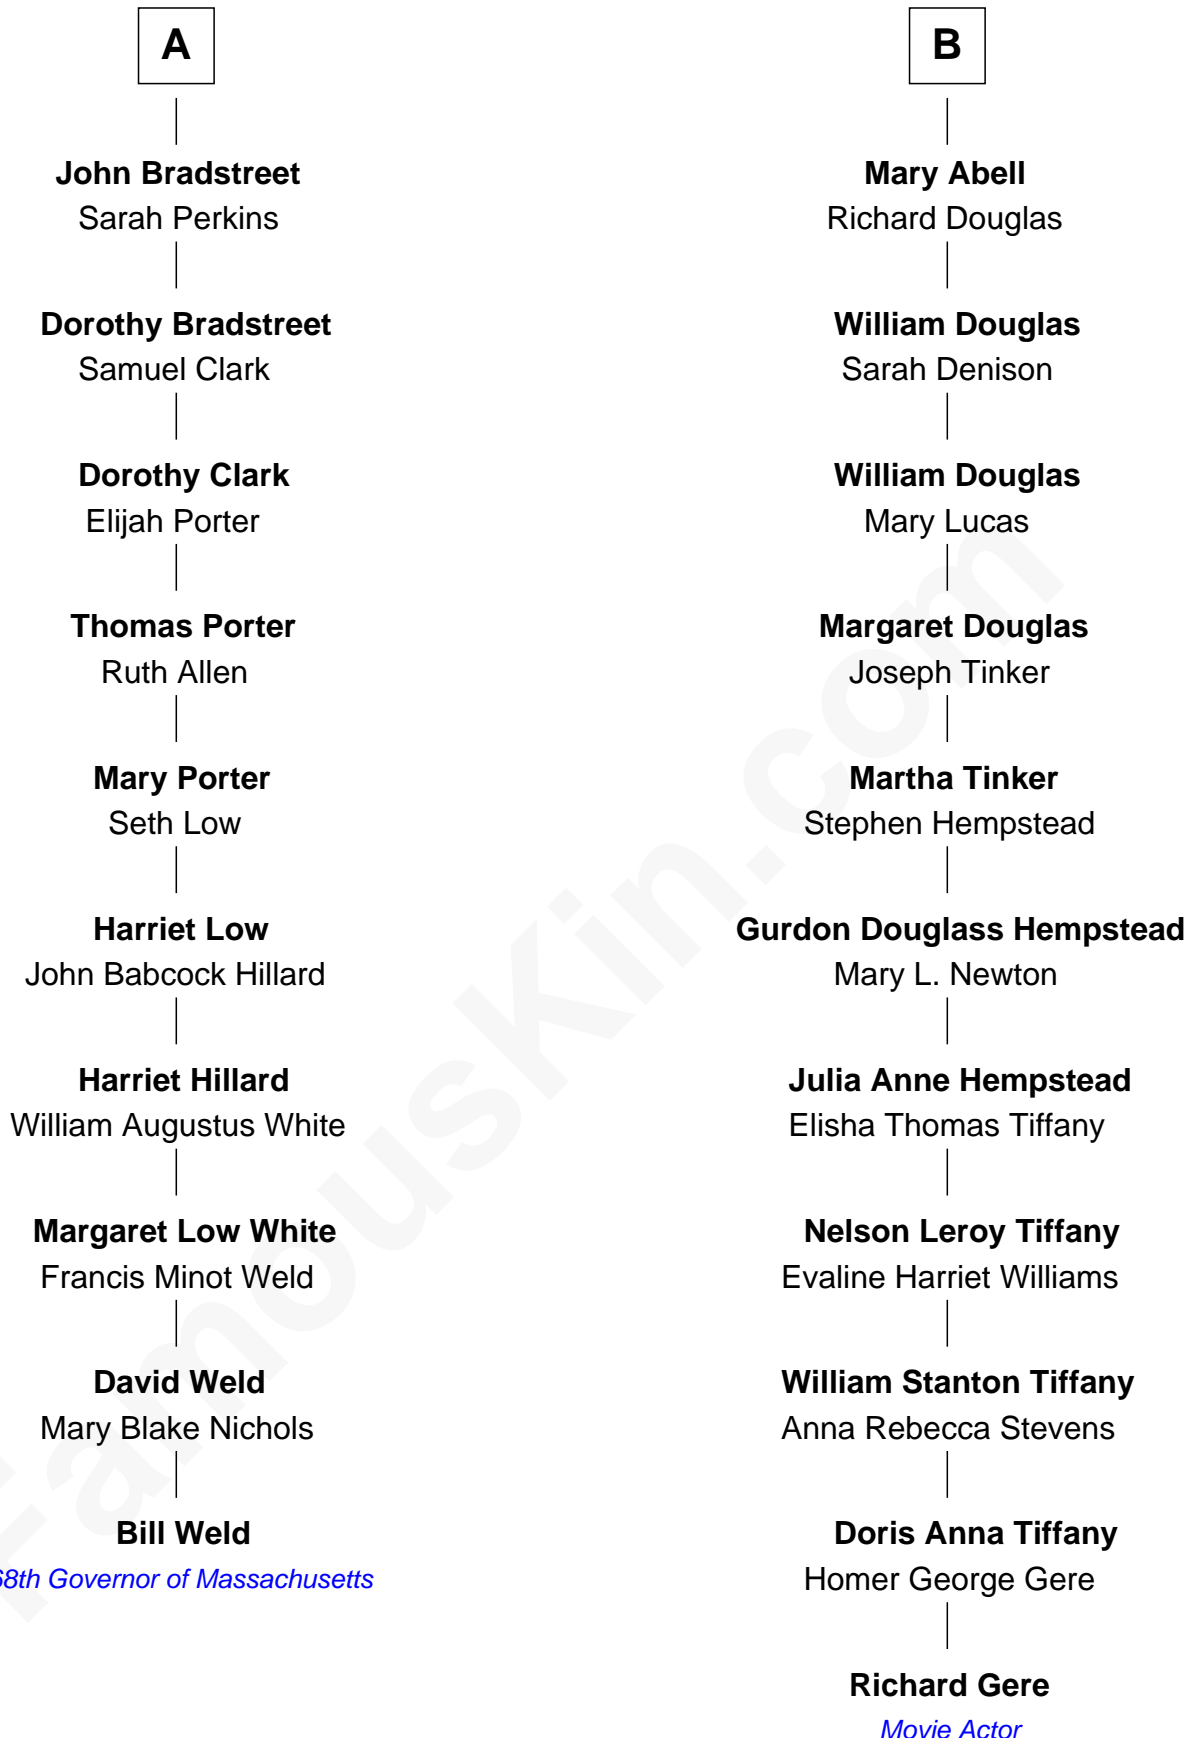 A
John Bradstreet
Sarah Perkins
Dorothy Bradstreet
Samuel Clark
Dorothy Clark
Elijah Porter
Thomas Porter
Ruth Allen
Mary Porter
Seth Low
Harriet Low
John Babcock Hillard
Harriet Hillard
William Augustus White
Margaret Low White
Francis Minot Weld
David Weld
Mary Blake Nichols
Bill Weld
68th Governor of Massachusetts
B
Mary Abell
Richard Douglas
William Douglas
Sarah Denison
William Douglas
Mary Lucas
Margaret Douglas
Joseph Tinker
Martha Tinker
Stephen Hempstead
Gurdon Douglass Hempstead
Mary L. Newton
Julia Anne Hempstead
Elisha Thomas Tiffany
Nelson Leroy Tiffany
Evaline Harriet Williams
William Stanton Tiffany
Anna Rebecca Stevens
Doris Anna Tiffany
Homer George Gere
Richard Gere
Movie Actor
FamousKin.com